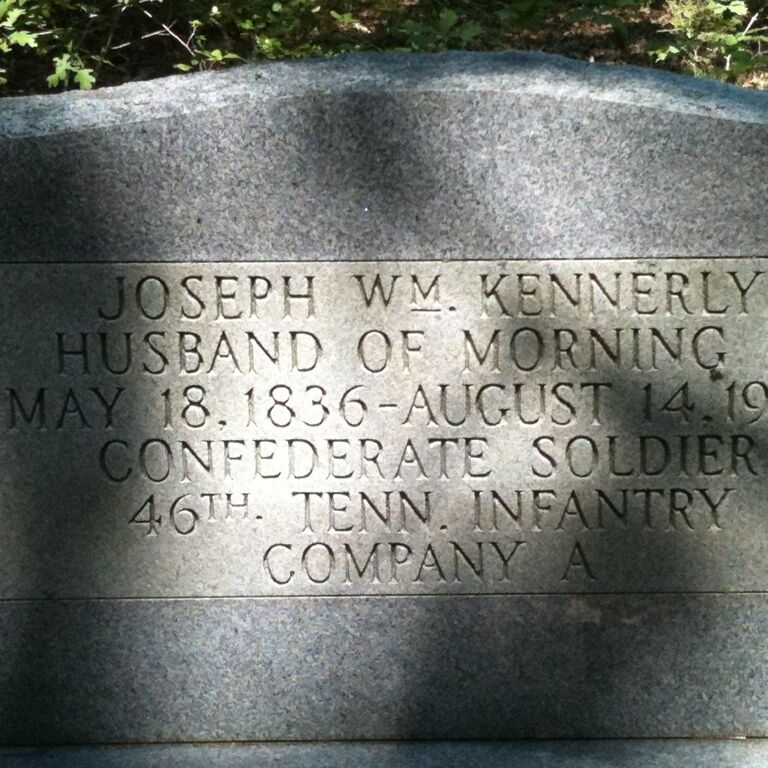 JOSEPH WM. KENNERLY
HUSBAND OF MORNING
MAY 18, 1836-AUGUST 14, 19
CONFEDERATE SOLDIER
46TH. TENN. INFANTRY
COMPANY A